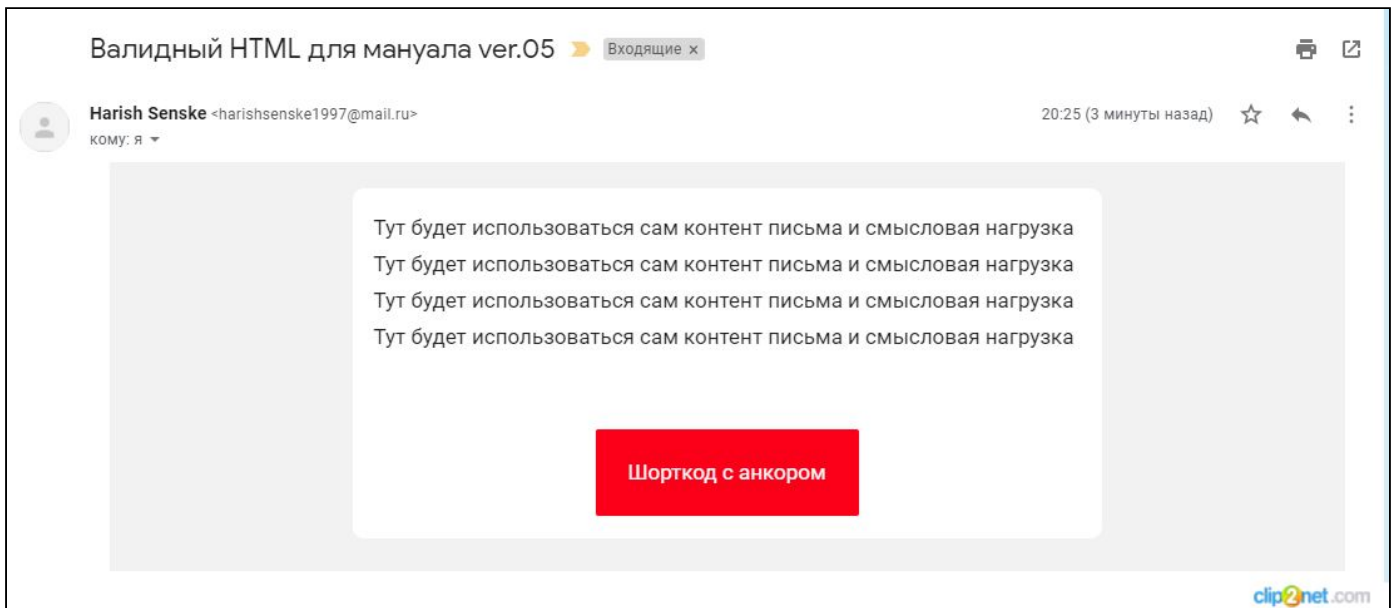 Валидный HTML для мануала ver.05 Входящие x
Harish Senske <harishsenske1997@mail.ru> 20:25 (3 минуты назад)
кому: я
Тут будет использоваться сам контент письма и смысловая нагрузка
Тут будет использоваться сам контент письма и смысловая нагрузка
Тут будет использоваться сам контент письма и смысловая нагрузка
Тут будет использоваться сам контент письма и смысловая нагрузка
Шорткод с анкором
clip2net.com